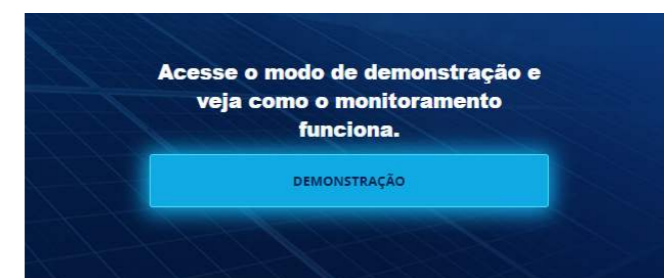 Acesse o modo de demonstração e
veja como o monitoramento
funciona.
DEMONSTRAÇÃO